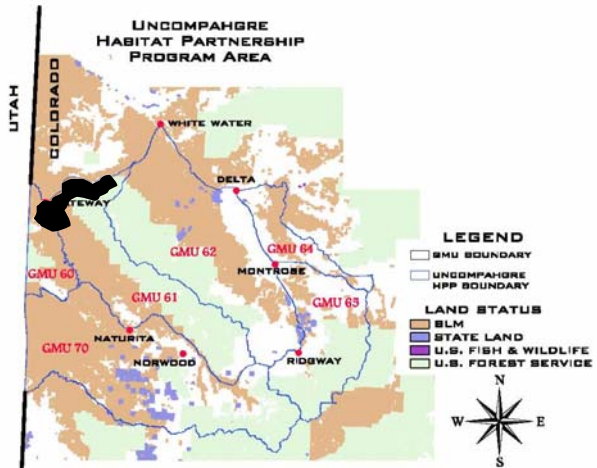 UNCOMPAHGRE
HABITAT PARTNERSHIP
PROGRAM AREA
UTAH
COLORADO
WHITE WATER
DELTA
GMU 62
GMU 64
MONTROSE
GMU 60
GMU 61
GMU 65
NATURITA
GMU 70
NORWOOD
RIDGWAY
LEGEND
GMU BOUNDARY
UNCOMPAHGRE
HPP BOUNDARY
LAND STATUS
BLM
STATE LAND
U.S. FISH & WILDLIFE
U.S. FOREST SERVICE
N
W
E
S